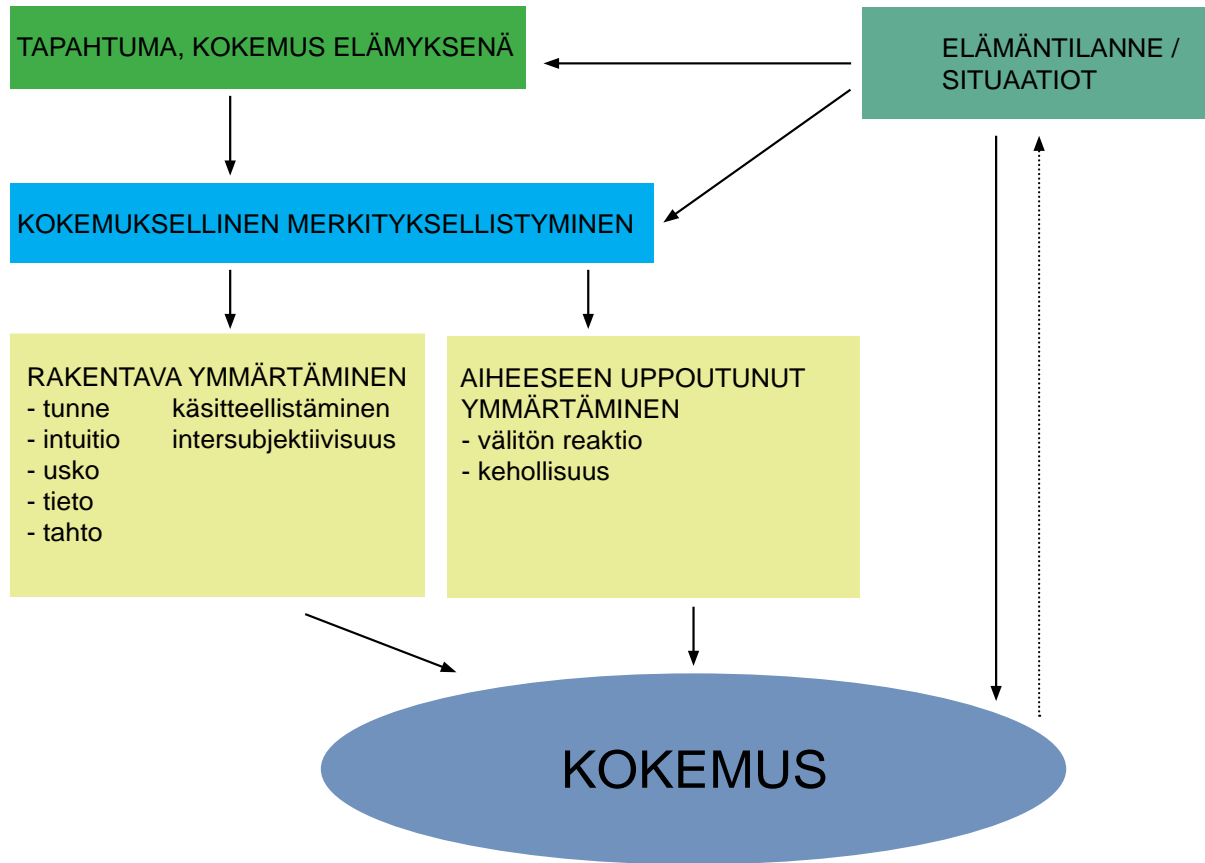 TAPAHTUMA, KOKEMUS ELÄMYKSENÄ
ELÄMÄNTILANNE /
SITUAATIOT
KOKEMUKSELLINEN MERKITYKSELLISTYMINEN
RAKENTAVA YMMÄRTÄMINEN
- tunne käsitteellistäminen
- intuitio intersubjektiivisuus
- usko
- tieto
- tahto
AIHEESEEN UPPOUTUNUT
YMMÄRTÄMINEN
- välitön reaktio
- kehollisuus
KOKEMUS